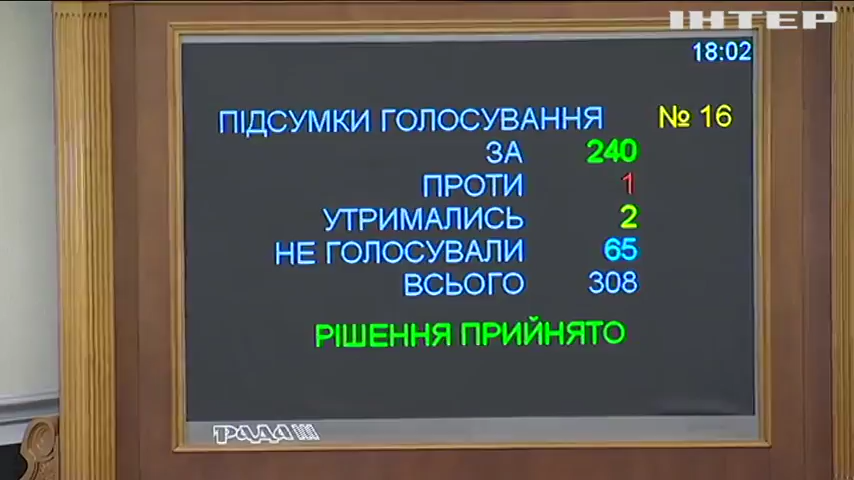 ІНТЕР
18:02
ПІДСУМКИ ГОЛОСУВАННЯ № 16
ЗА 240
ПРОТИ 1
УТРИМАЛИСЬ 2
НЕ ГОЛОСУВАЛИ 65
ВСЬОГО 308
РІШЕННЯ ПРИЙНЯТО
РАДА